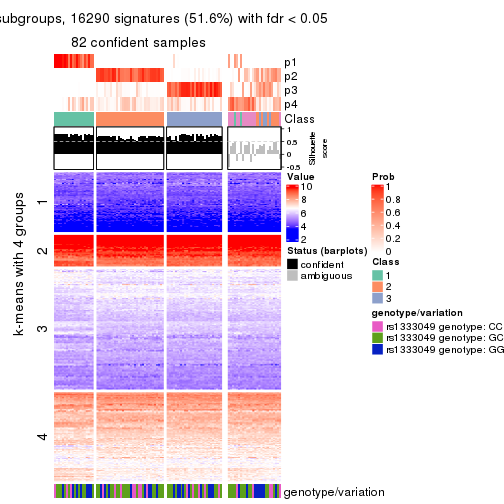 subgroups, 16290 signatures (51.6%) with fdr < 0.05
82 confident samples
p1
p2
p3
p4
Class
1
0.5
0
-0.5
Silhouette
score
k-means with 4 groups
1
2
3
4
Value
10
8
6
4
2
Status (barplots)
confident
ambiguous
Prob
1
0.8
0.6
0.4
0.2
0
Class
1
2
3
genotype/variation
rs1333049 genotype: CC
rs1333049 genotype: GC
rs1333049 genotype: GG
genotype/variation